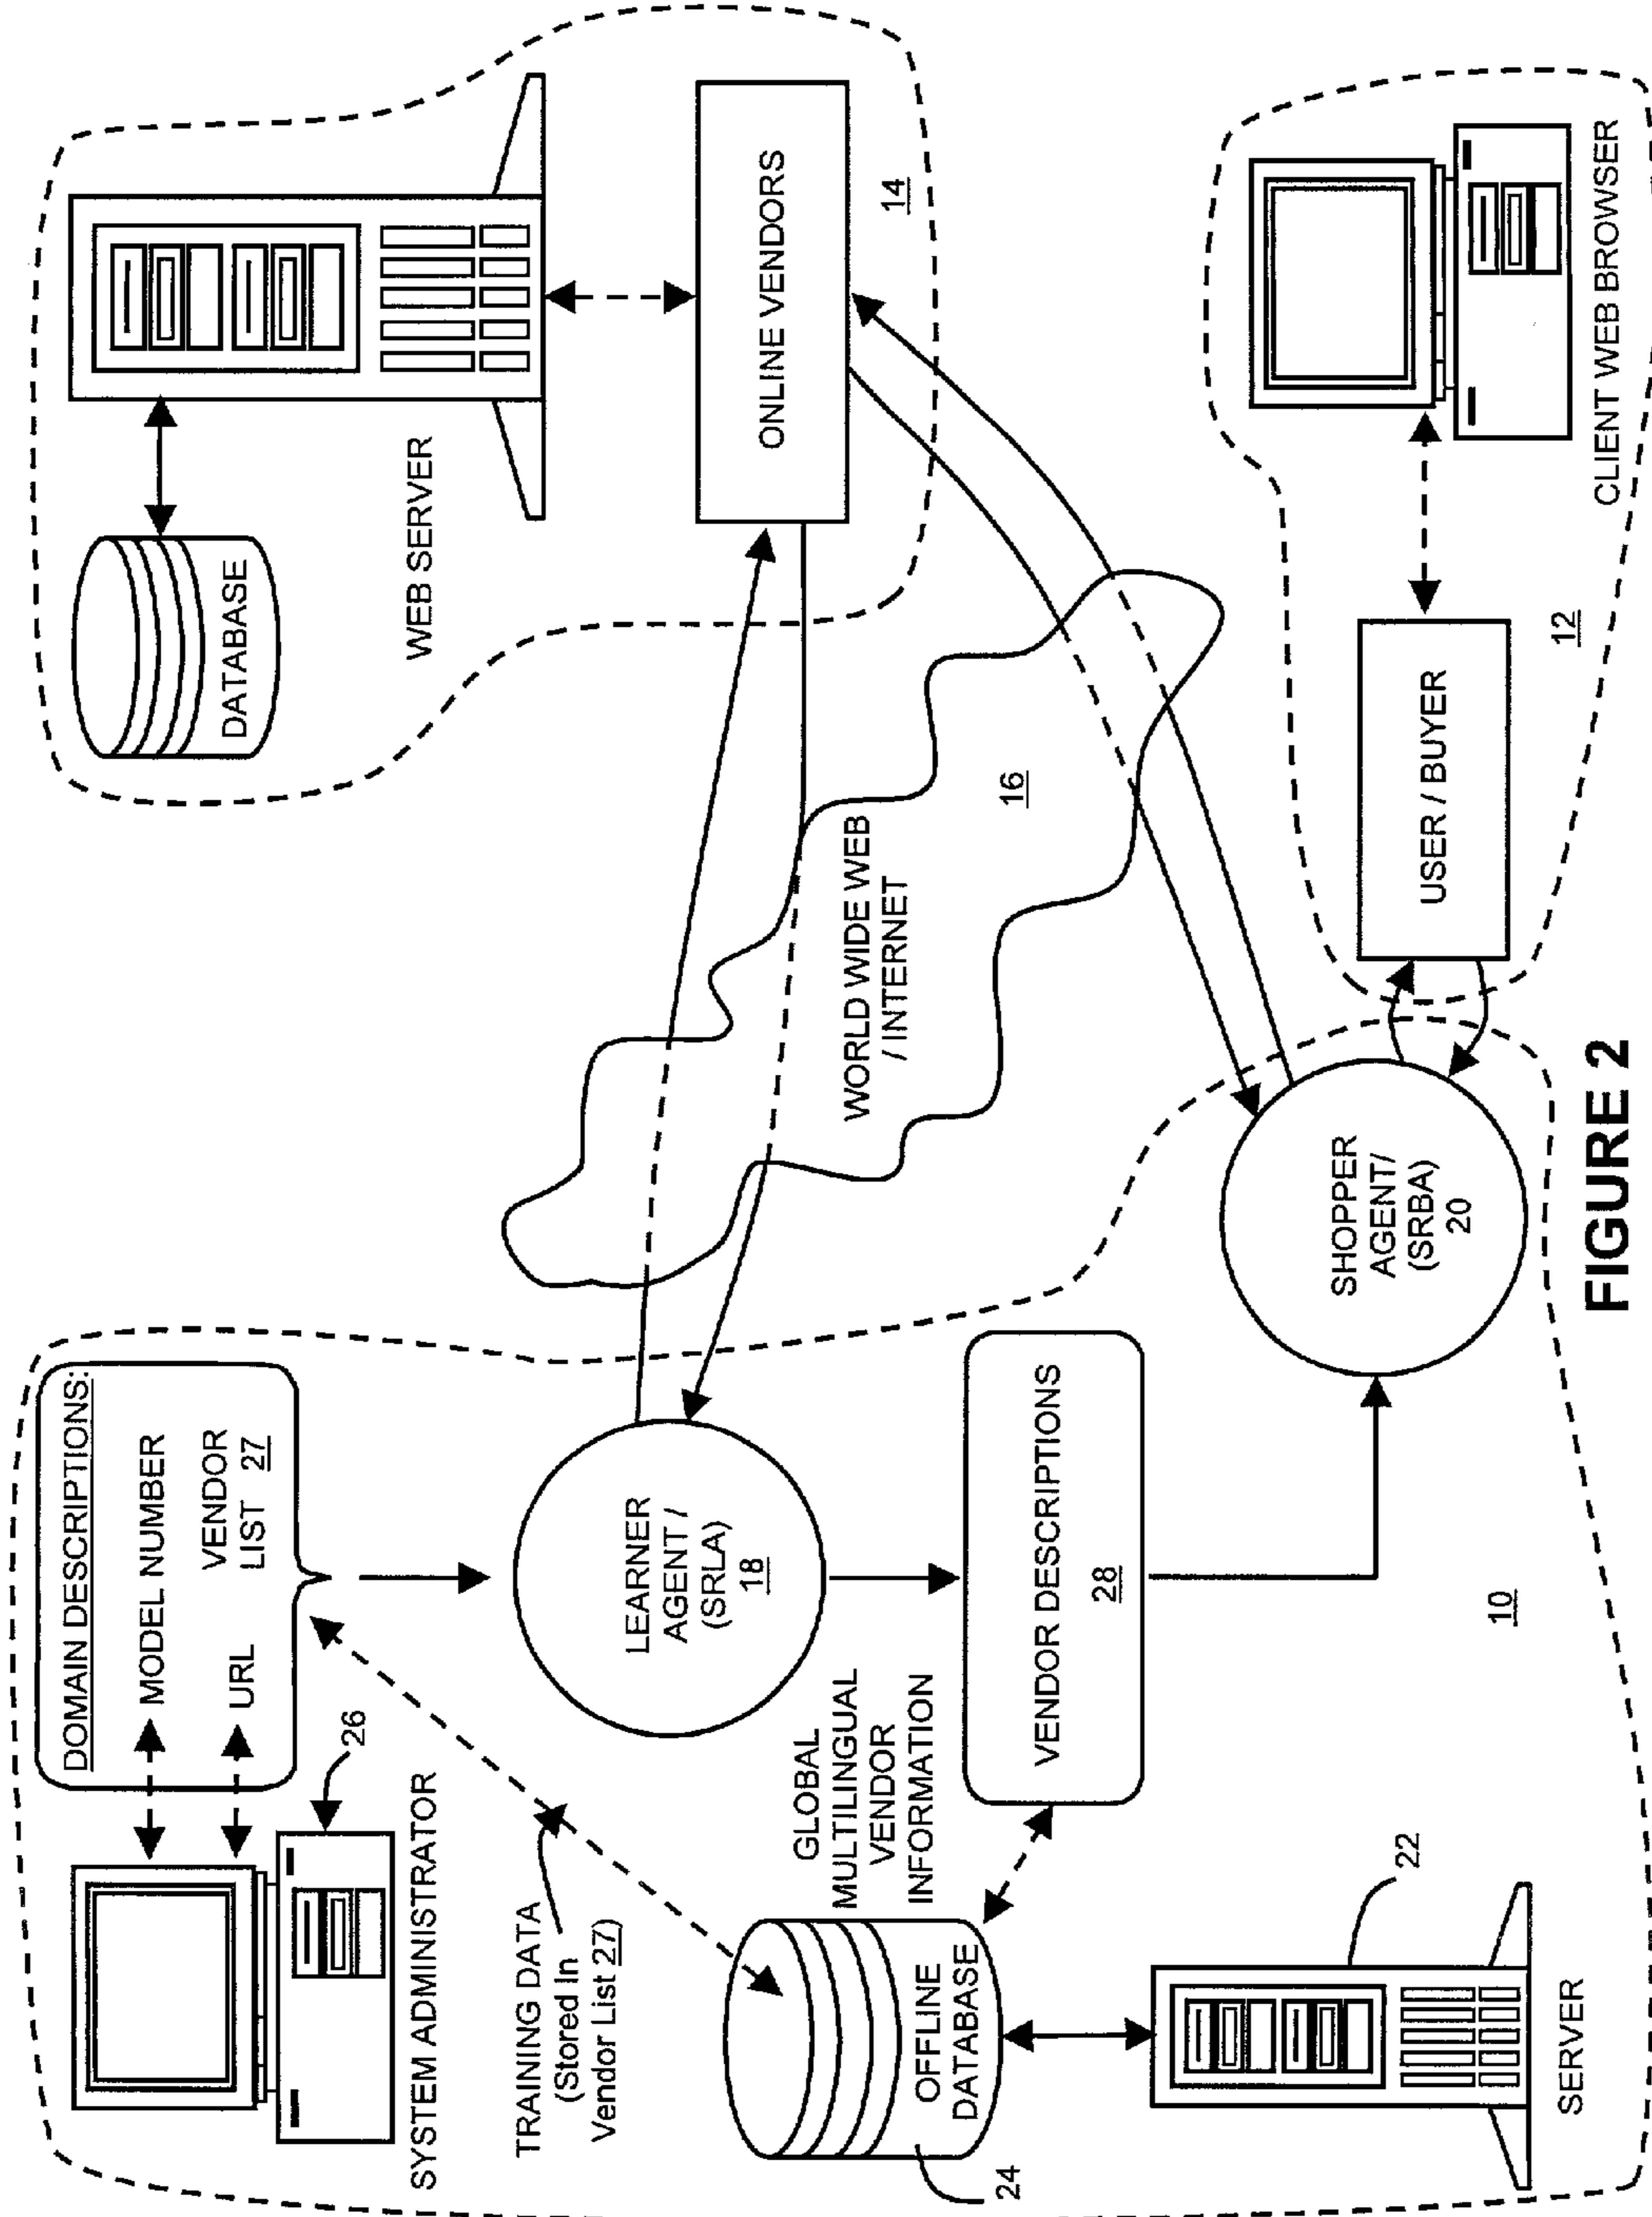 DOMAIN DESCRIPTIONS:
MODEL NUMBER
URL
VENDOR
LIST 27
26
SYSTEM ADMINISTRATOR
TRAINING DATA
(Stored In
Vendor List 27)
LEARNER
AGENT /
(SRLA)
18
GLOBAL
MULTILINGUAL
VENDOR
INFORMATION
OFFLINE
DATABASE
24
VENDOR DESCRIPTIONS
28
22
SERVER
10
DATABASE
WEB SERVER
ONLINE VENDORS
14
WORLD WIDE WEB
/ INTERNET
16
SHOPPER
AGENT/
(SRBA)
20
USER / BUYER
12
CLIENT WEB BROWSER
FIGURE 2